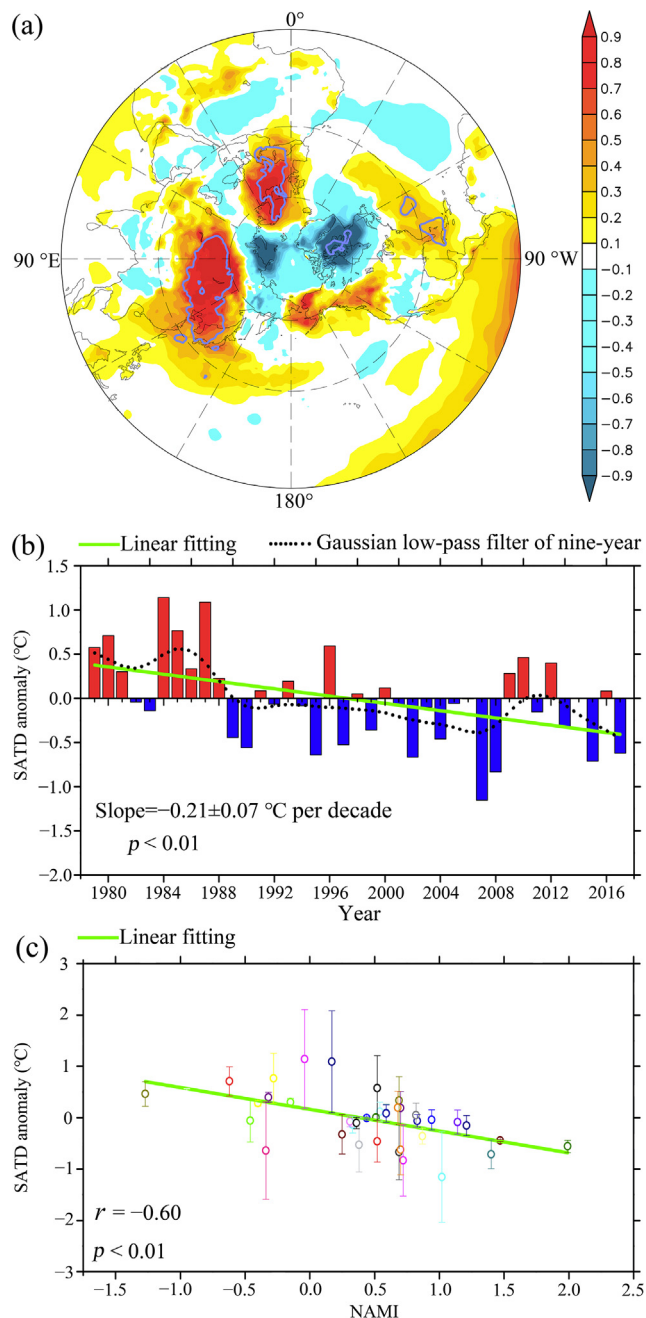 (a)
0°
90 °E
90 °W
180°
0.9
0.8
0.7
0.6
0.5
0.4
0.3
0.2
0.1
−0.1
−0.2
−0.3
−0.4
−0.5
−0.6
−0.7
−0.8
−0.9
(b)
Linear fitting
Gaussian low-pass filter of nine-year
SATD anomaly (℃)
1.5
1.0
0.5
0.0
−0.5
−1.0
−1.5
−2.0
Slope=−0.21±0.07 ℃ per decade
p < 0.01
1980 1984 1988 1992 1996 2000 2004 2008 2012 2016
Year
(c)
Linear fitting
SATD anomaly (℃)
3
2
1
0
−1
−2
−3
r = −0.60
p < 0.01
−1.5 −1.0 −0.5 0.0 0.5 1.0 1.5 2.0 2.5
NAMI